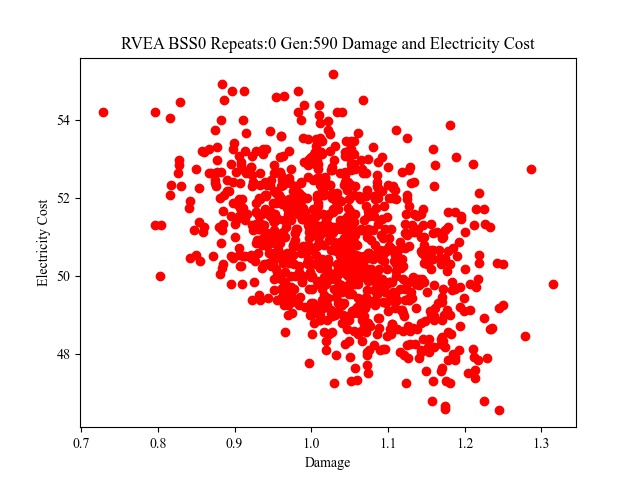 RVEA BSS0 Repeats:0 Gen:590 Damage and Electricity Cost
54
52
50
48
Electricity Cost
0.7 0.8 0.9 1.0 1.1 1.2 1.3
Damage